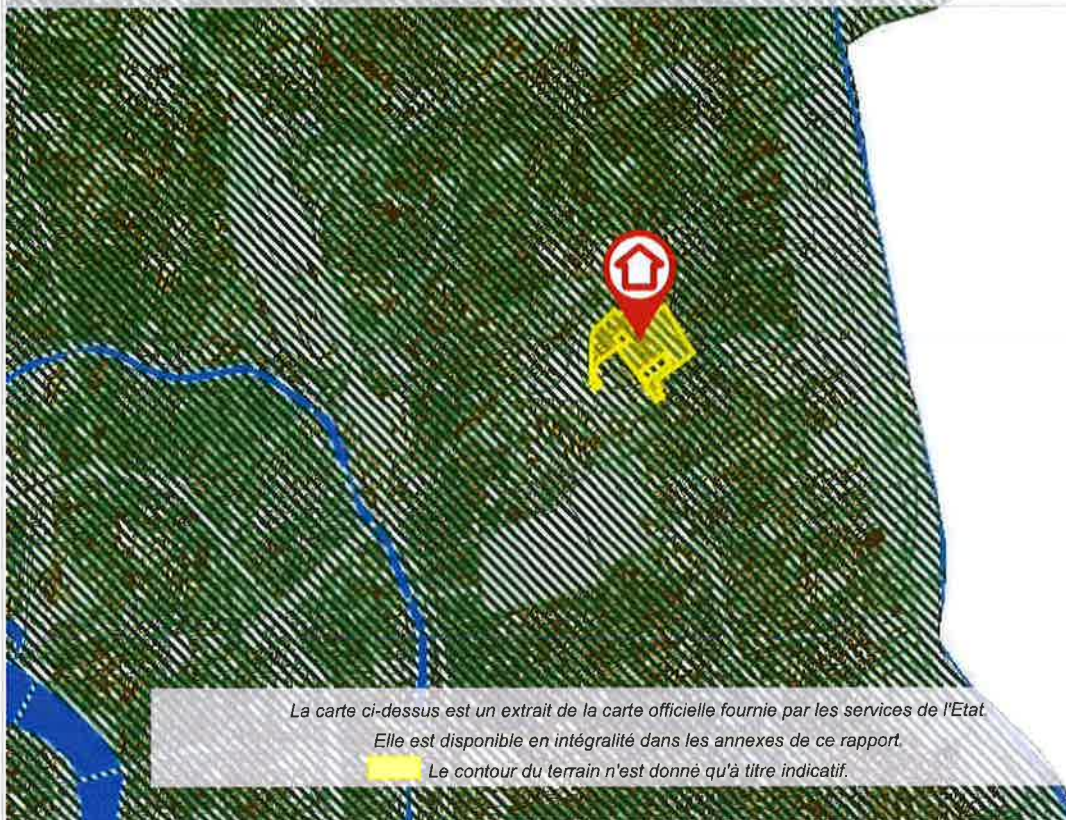 La carte ci-dessus est un extrait de la carte officielle fournie par les services de l'Etat.
Elle est disponible en intégralité dans les annexes de ce rapport.
Le contour du terrain n'est donné qu'à titre indicatif.